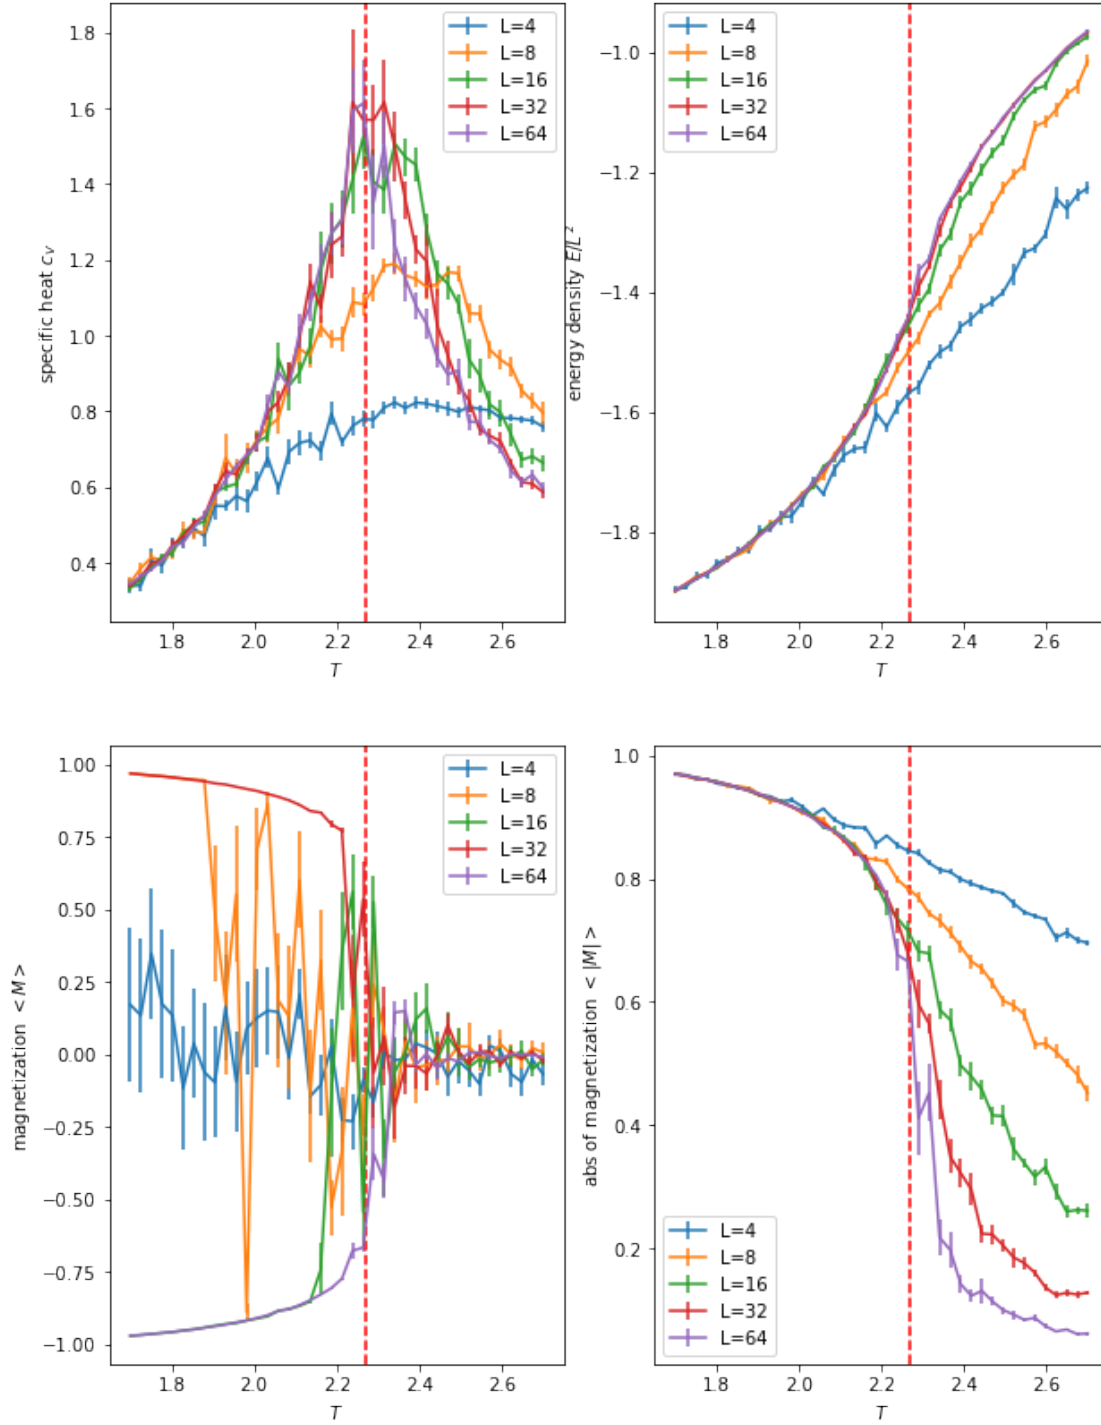 1.8
1.6
1.4
1.2
1.0
0.8
0.6
0.4
specific heat c_V
1.8 2.0 2.2 2.4 2.6
T
L=4
L=8
L=16
L=32
L=64
−1.0
−1.2
−1.4
−1.6
−1.8
energy density E/L²
1.8 2.0 2.2 2.4 2.6
T
L=4
L=8
L=16
L=32
L=64
1.00
0.75
0.50
0.25
0.00
−0.25
−0.50
−0.75
−1.00
magnetization < M >
1.8 2.0 2.2 2.4 2.6
T
L=4
L=8
L=16
L=32
L=64
1.0
0.8
0.6
0.4
0.2
abs of magnetization < |M| >
1.8 2.0 2.2 2.4 2.6
T
L=4
L=8
L=16
L=32
L=64